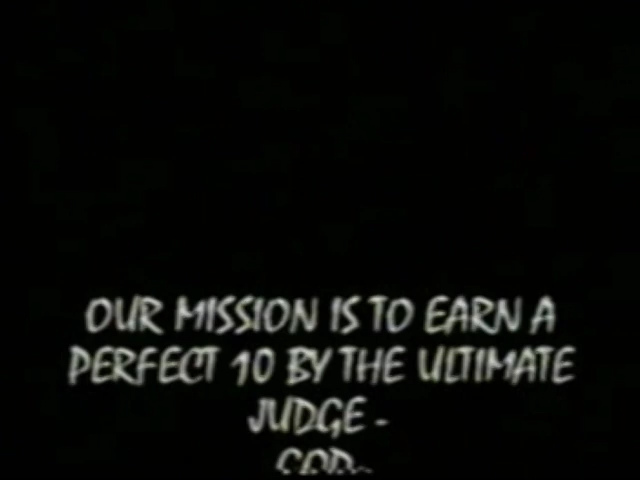 OUR MISSION IS TO EARN A
PERFECT 10 BY THE ULTIMATE
JUDGE -